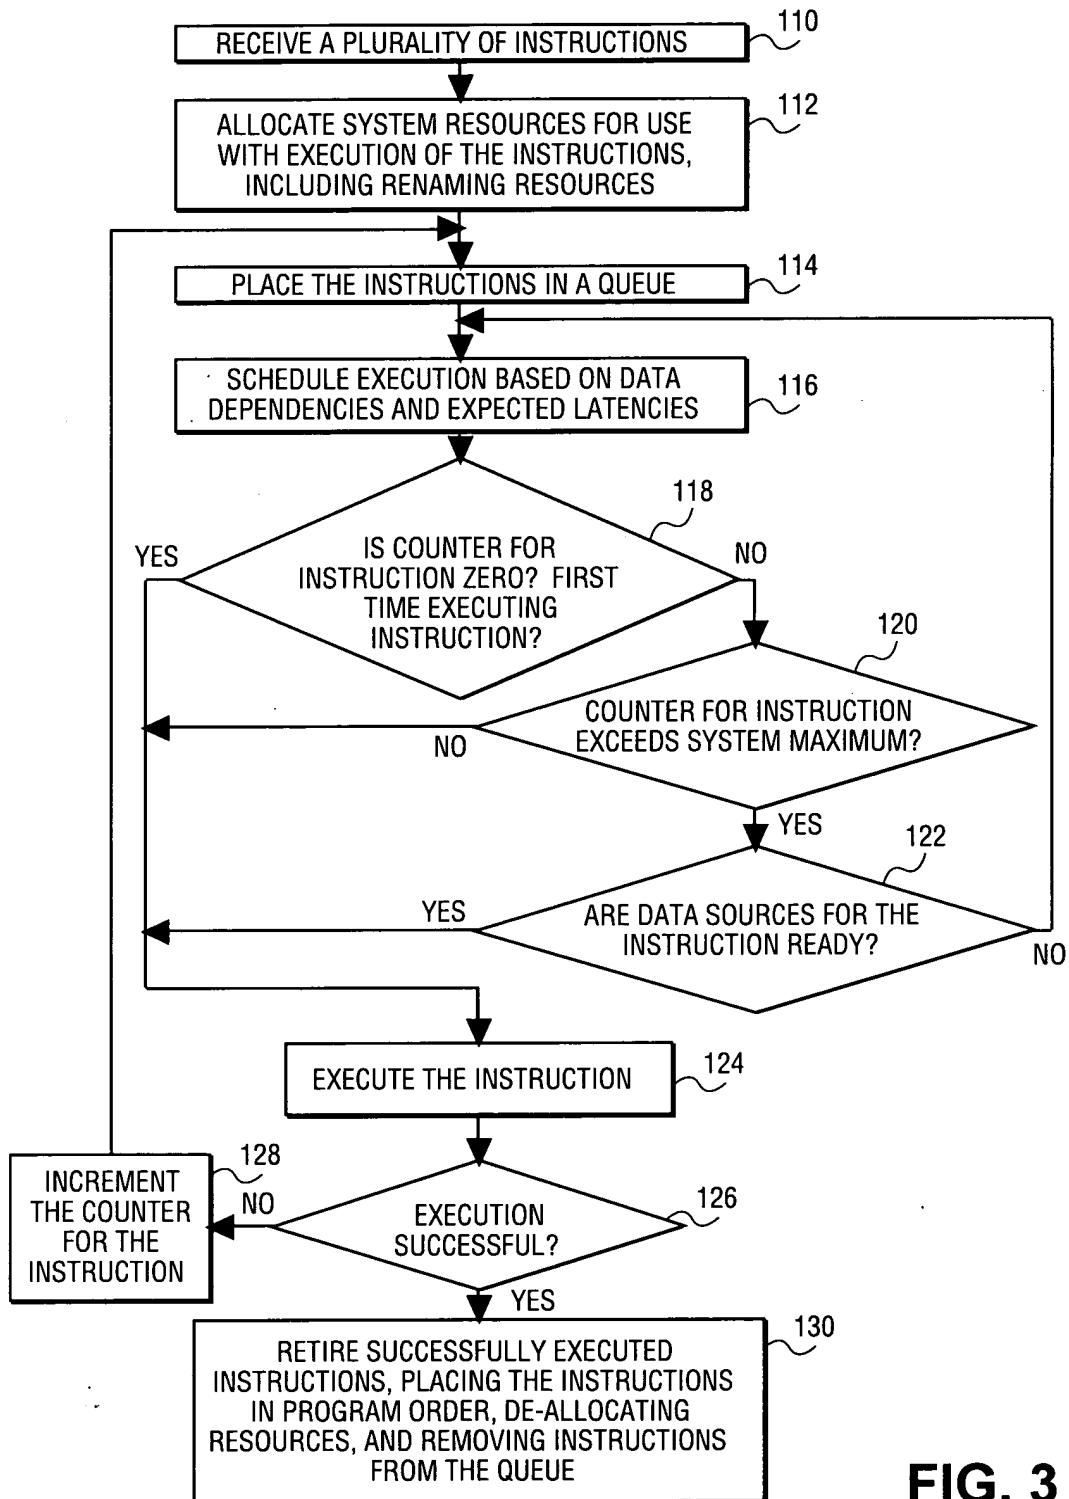 110
RECEIVE A PLURALITY OF INSTRUCTIONS
112
ALLOCATE SYSTEM RESOURCES FOR USE
WITH EXECUTION OF THE INSTRUCTIONS,
INCLUDING RENAMING RESOURCES
114
PLACE THE INSTRUCTIONS IN A QUEUE
116
SCHEDULE EXECUTION BASED ON DATA
DEPENDENCIES AND EXPECTED LATENCIES
118
YES
NO
IS COUNTER FOR
INSTRUCTION ZERO? FIRST
TIME EXECUTING
INSTRUCTION?
120
COUNTER FOR INSTRUCTION
EXCEEDS SYSTEM MAXIMUM?
NO
YES
122
YES
ARE DATA SOURCES FOR THE
INSTRUCTION READY?
NO
124
EXECUTE THE INSTRUCTION
128
INCREMENT
THE COUNTER
FOR THE
INSTRUCTION
NO
126
EXECUTION
SUCCESSFUL?
YES
130
RETIRE SUCCESSFULLY EXECUTED
INSTRUCTIONS, PLACING THE INSTRUCTIONS
IN PROGRAM ORDER, DE-ALLOCATING
RESOURCES, AND REMOVING INSTRUCTIONS
FROM THE QUEUE
FIG. 3